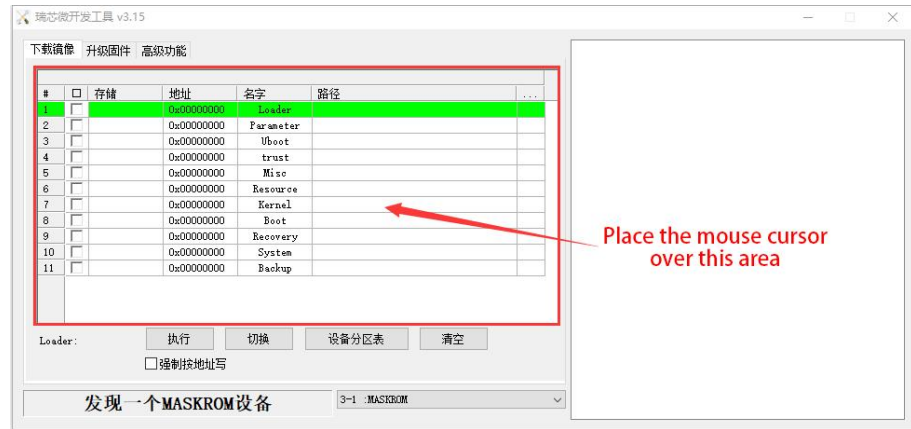 瑞芯微开发工具 v3.15
下载镜像 升级固件 高级功能
# 存储 地址 名字 路径 ...
1 0x00000000 Loader
2 0x00000000 Parameter
3 0x00000000 Uboot
4 0x00000000 trust
5 0x00000000 Misc
6 0x00000000 Resource
7 0x00000000 Kernel
8 0x00000000 Boot
9 0x00000000 Recovery
10 0x00000000 System
11 0x00000000 Backup
Place the mouse cursor
over this area
Loader: 执行 切换 设备分区表 清空
强制按地址写
发现一个MASKROM设备 3-1 :MASKROM